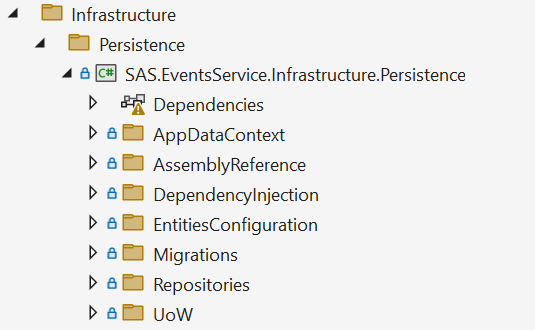 Infrastructure
Persistence
C# SAS.EventsService.Infrastructure.Persistence
Dependencies
AppDataContext
AssemblyReference
DependencyInjection
EntitiesConfiguration
Migrations
Repositories
UoW